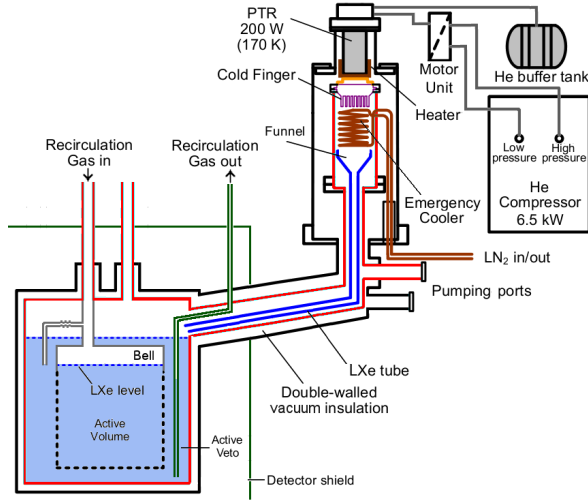 PTR
200 W
(170 K)
Cold Finger
Motor
Unit
He buffer tank
Heater
Funnel
Low
pressure
High
pressure
He
Compressor
6.5 kW
Recirculation
Gas in
Recirculation
Gas out
Emergency
Cooler
LN₂ in/out
Pumping ports
Bell
LXe level
LXe tube
Double-walled
vacuum insulation
Active
Volume
Active
Veto
Detector shield